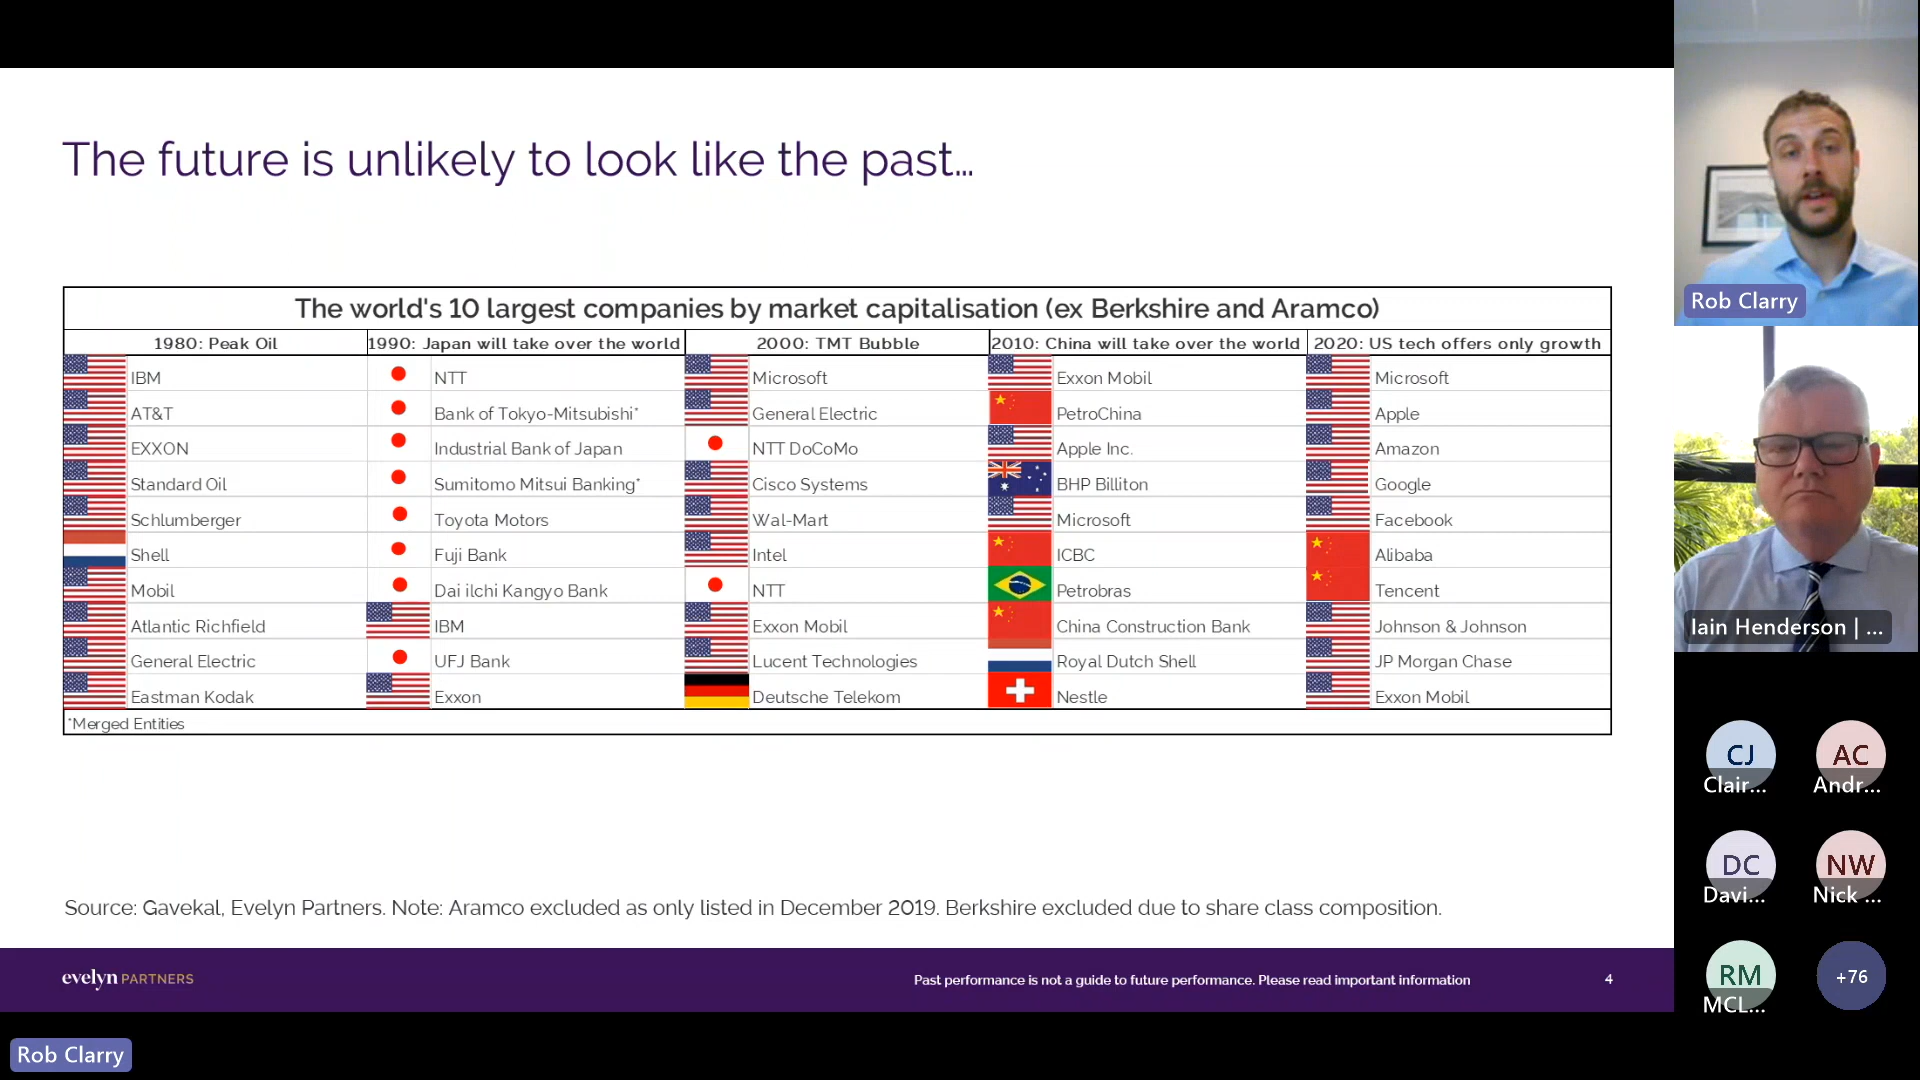 The future is unlikely to look like the past...
The world's 10 largest companies by market capitalisation (ex Berkshire and Aramco)
1980: Peak Oil 1990: Japan will take over the world 2000: TMT Bubble 2010: China will take over the world 2020: US tech offers only growth
IBM NTT Microsoft Exxon Mobil Microsoft
AT&T Bank of Tokyo-Mitsubishi* General Electric PetroChina Apple
EXXON Industrial Bank of Japan NTT DoCoMo Apple Inc. Amazon
Standard Oil Sumitomo Mitsui Banking* Cisco Systems BHP Billiton Google
Schlumberger Toyota Motors Wal-Mart Microsoft Facebook
Shell Fuji Bank Intel ICBC Alibaba
Mobil Dai ilchi Kangyo Bank NTT Petrobras Tencent
Atlantic Richfield IBM Exxon Mobil China Construction Bank Johnson & Johnson
General Electric UFJ Bank Lucent Technologies Royal Dutch Shell JP Morgan Chase
Eastman Kodak Exxon Deutsche Telekom Nestle Exxon Mobil
*Merged Entities
Source: Gavekal, Evelyn Partners. Note: Aramco excluded as only listed in December 2019. Berkshire excluded due to share class composition.
evelyn PARTNERS
Past performance is not a guide to future performance. Please read important information
4
Rob Clarry
Rob Clarry
Iain Henderson | ...
CJ AC
Clair... Andr...
DC NW
Davi... Nick ...
RM +76
MCL...